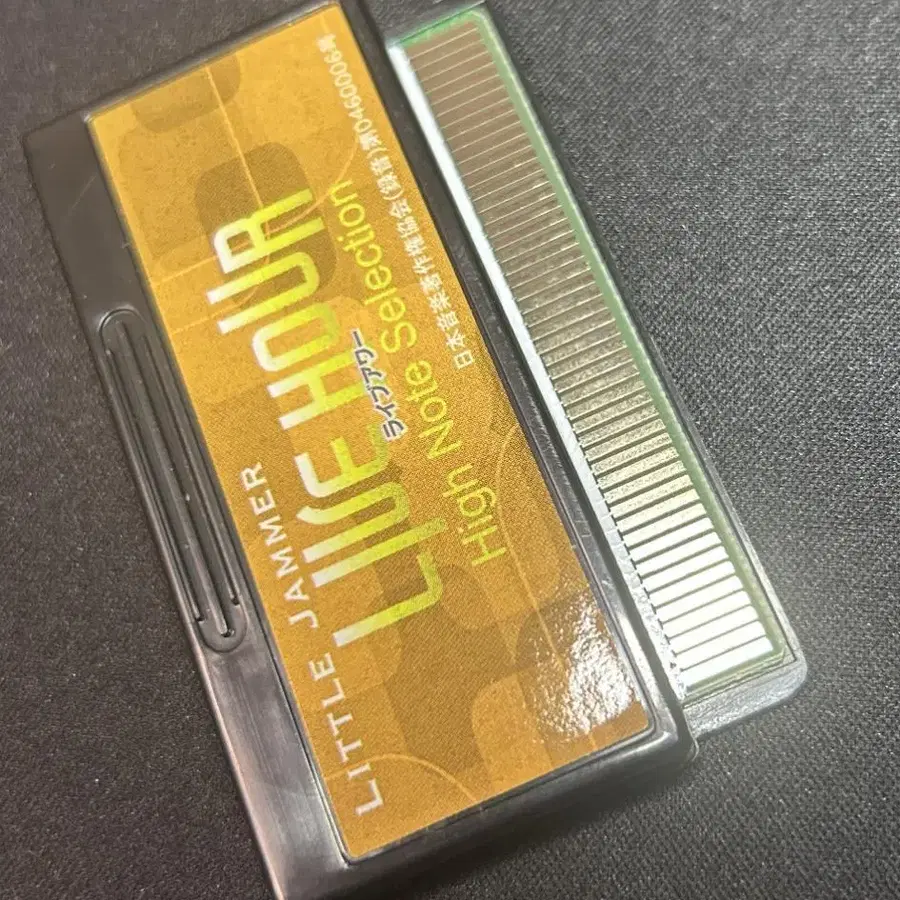 LITTLE JAMMER
LIVE HOUR
ライブアワー
High Note Selection
日本音楽著作権協会(録音)第0460006号